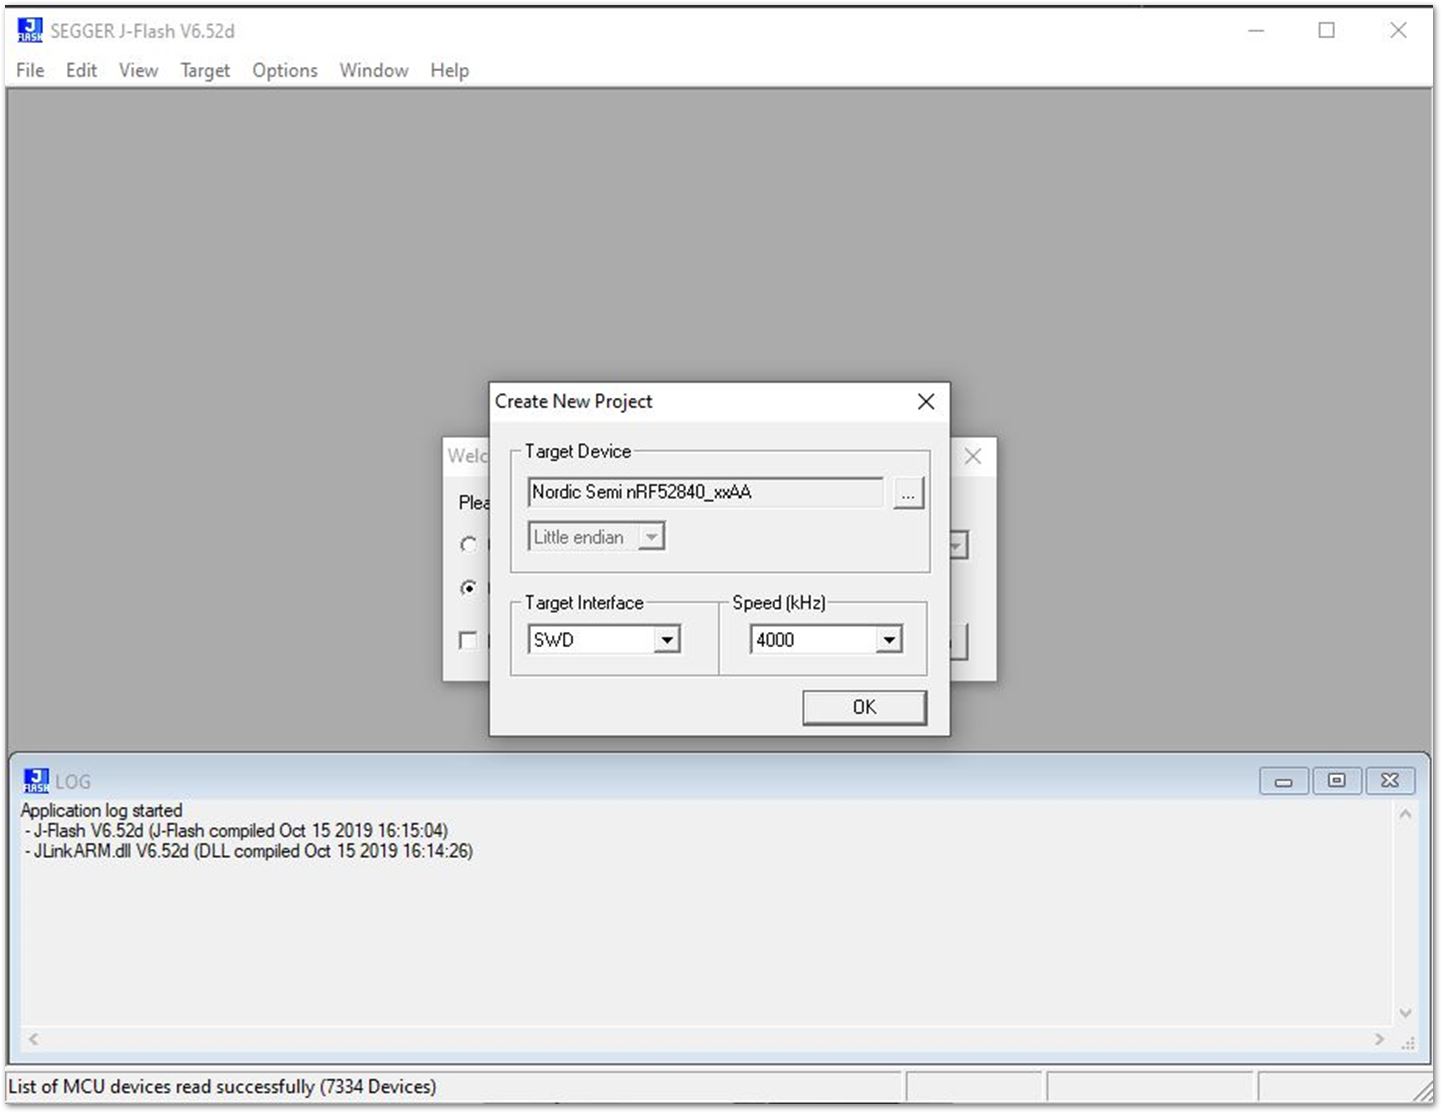 SEGGER J-Flash V6.52d
File Edit View Target Options Window Help
Create New Project
Welc
Target Device
Nordic Semi nRF52840_xxAA
...
Plea
Little endian
Target Interface
Speed (kHz)
SWD
4000
OK
J
FLASH
LOG
Application log started
- J-Flash V6.52d (J-Flash compiled Oct 15 2019 16:15:04)
- JLinkARM.dll V6.52d (DLL compiled Oct 15 2019 16:14:26)
List of MCU devices read successfully (7334 Devices)